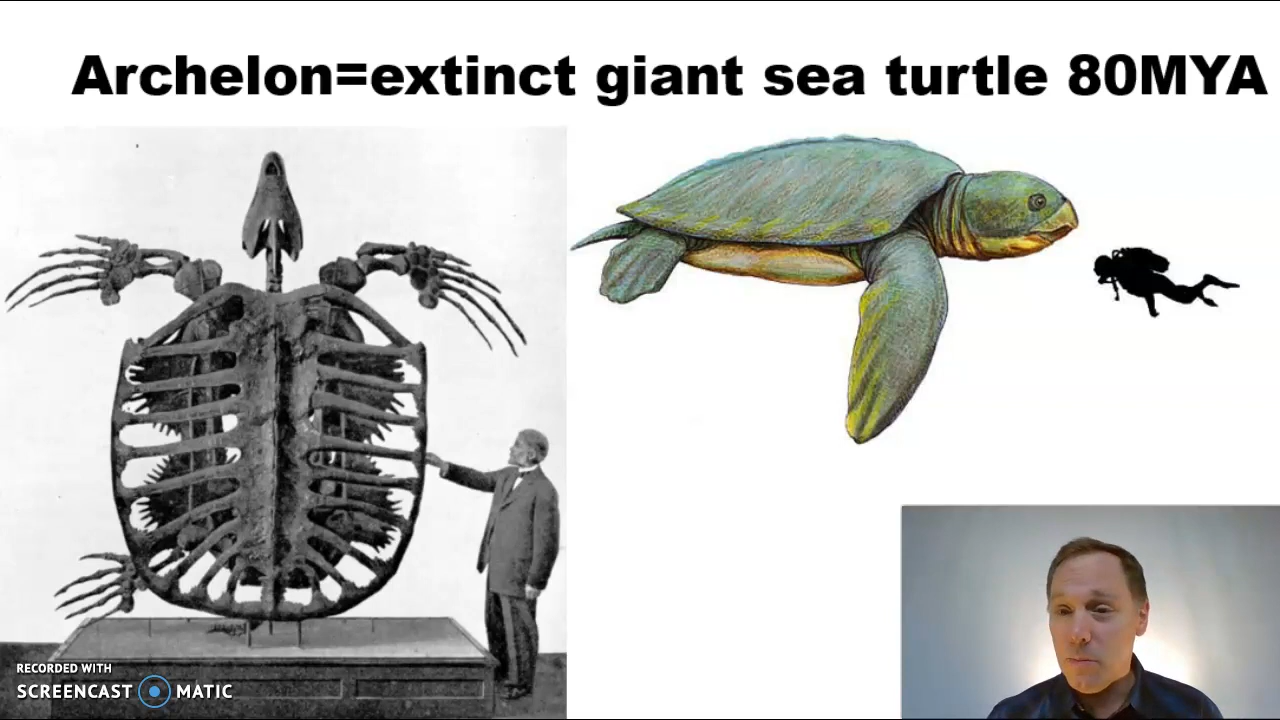 Archelon=extinct giant sea turtle 80MYA
RECORDED WITH
SCREENCAST MATIC